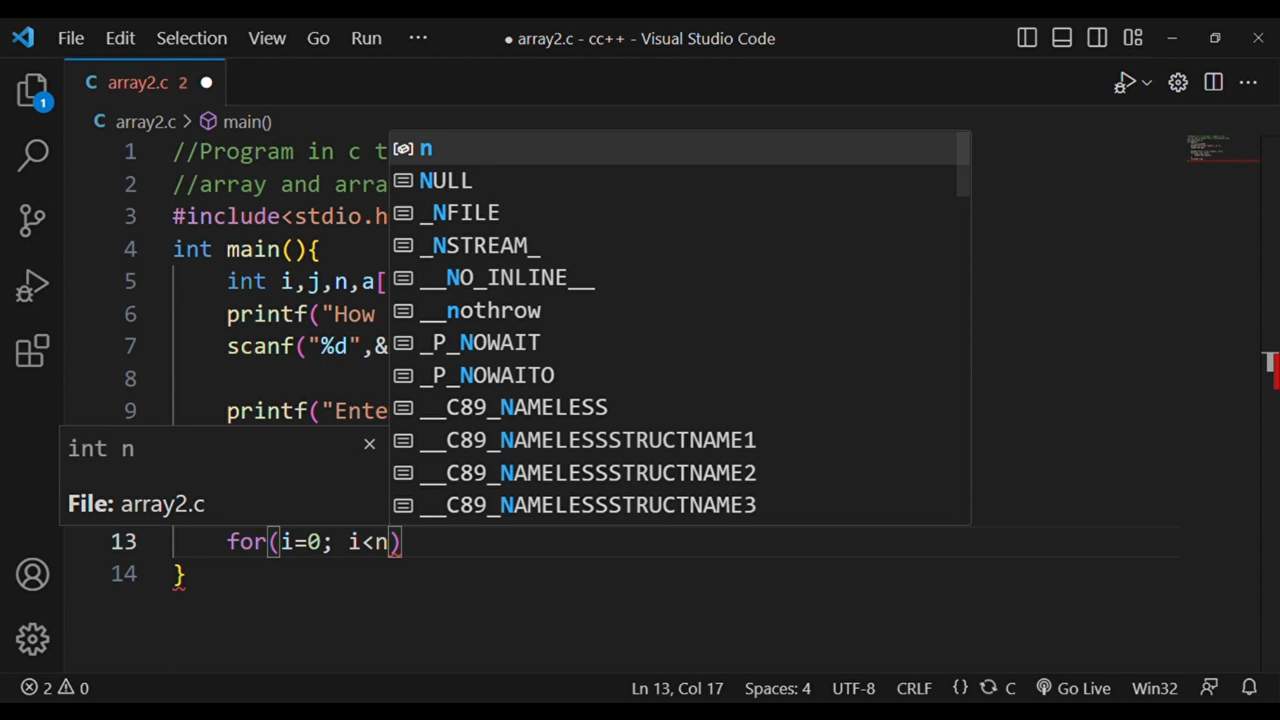 File Edit Selection View Go Run ··· ● array2.c - cc++ - Visual Studio Code
C array2.c 2 ●
1
C array2.c > main()
1 //Program in c t
2 //array and arra
3 #include<stdio.h
4 int main(){
5 int i,j,n,a[
6 printf("How
7 scanf("%d",&
8
9 printf("Ente
n
NULL
_NFILE
_NSTREAM_
__NO_INLINE__
__nothrow
_P_NOWAIT
_P_NOWAITO
__C89_NAMELESS
__C89_NAMELESSSTRUCTNAME1
__C89_NAMELESSSTRUCTNAME2
__C89_NAMELESSSTRUCTNAME3
int n ×
File: array2.c
13 for(i=0; i<n)
14 }
2 0 Ln 13, Col 17 Spaces: 4 UTF-8 CRLF {} C Go Live Win32